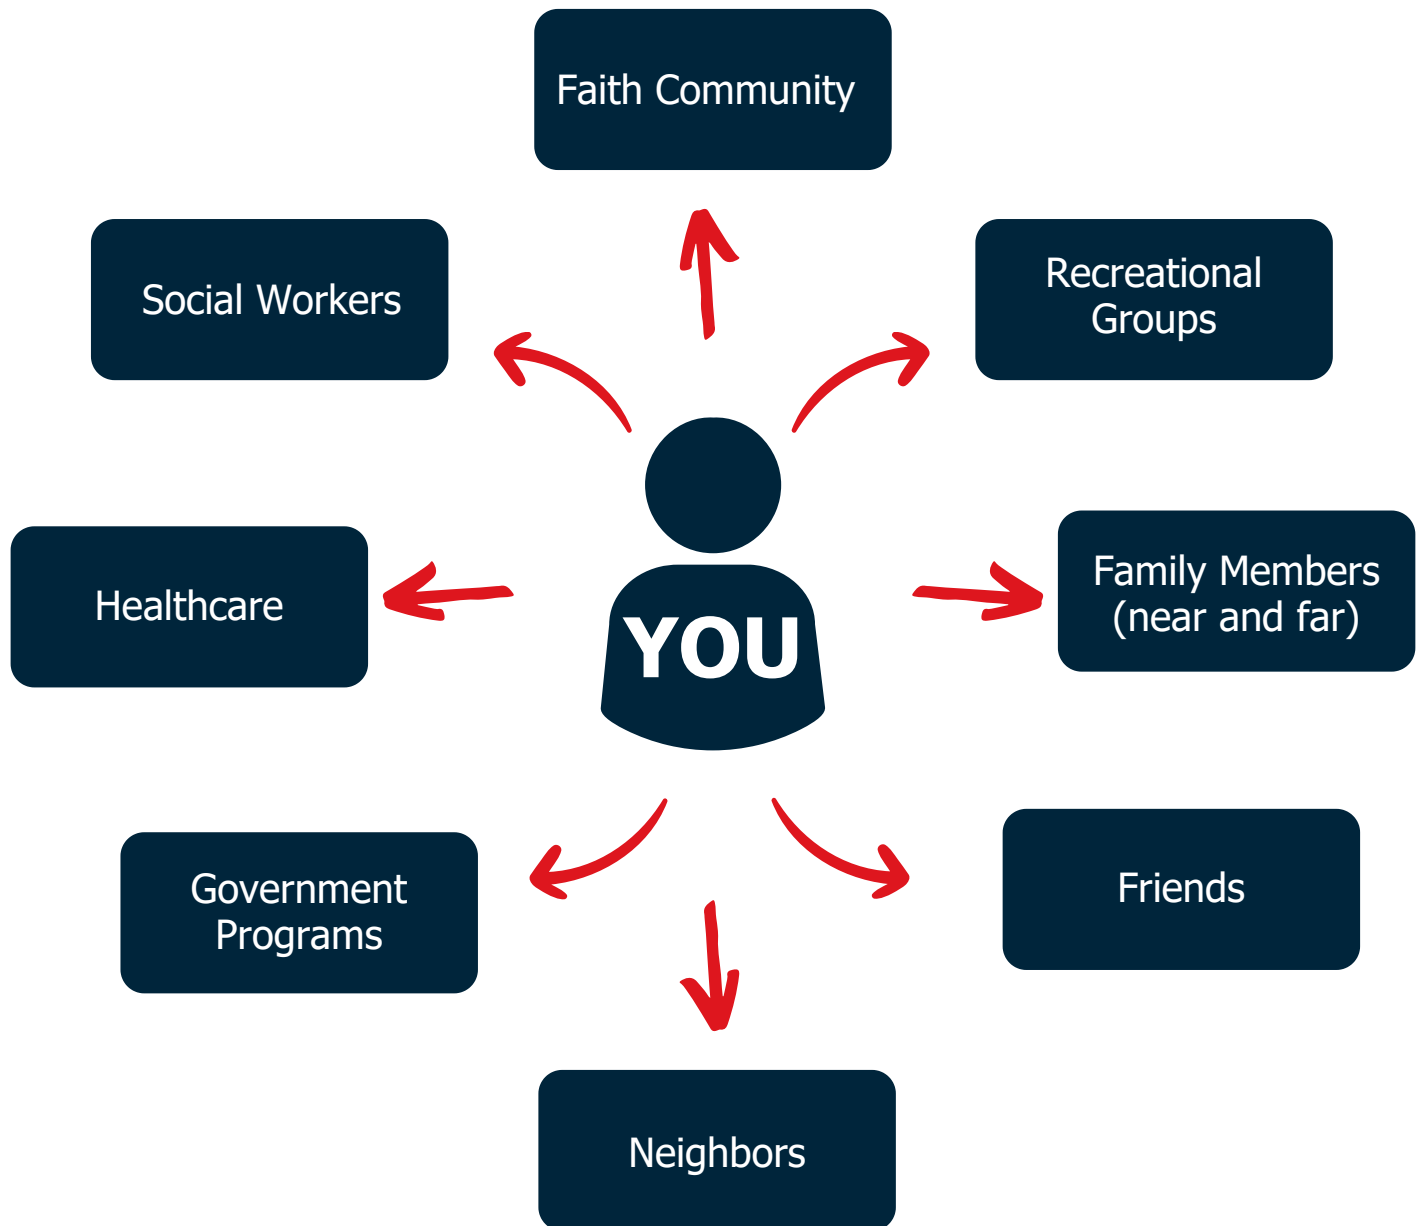 Faith Community
Social Workers
Recreational
Groups
Healthcare
YOU
Family Members
(near and far)
Government
Programs
Friends
Neighbors